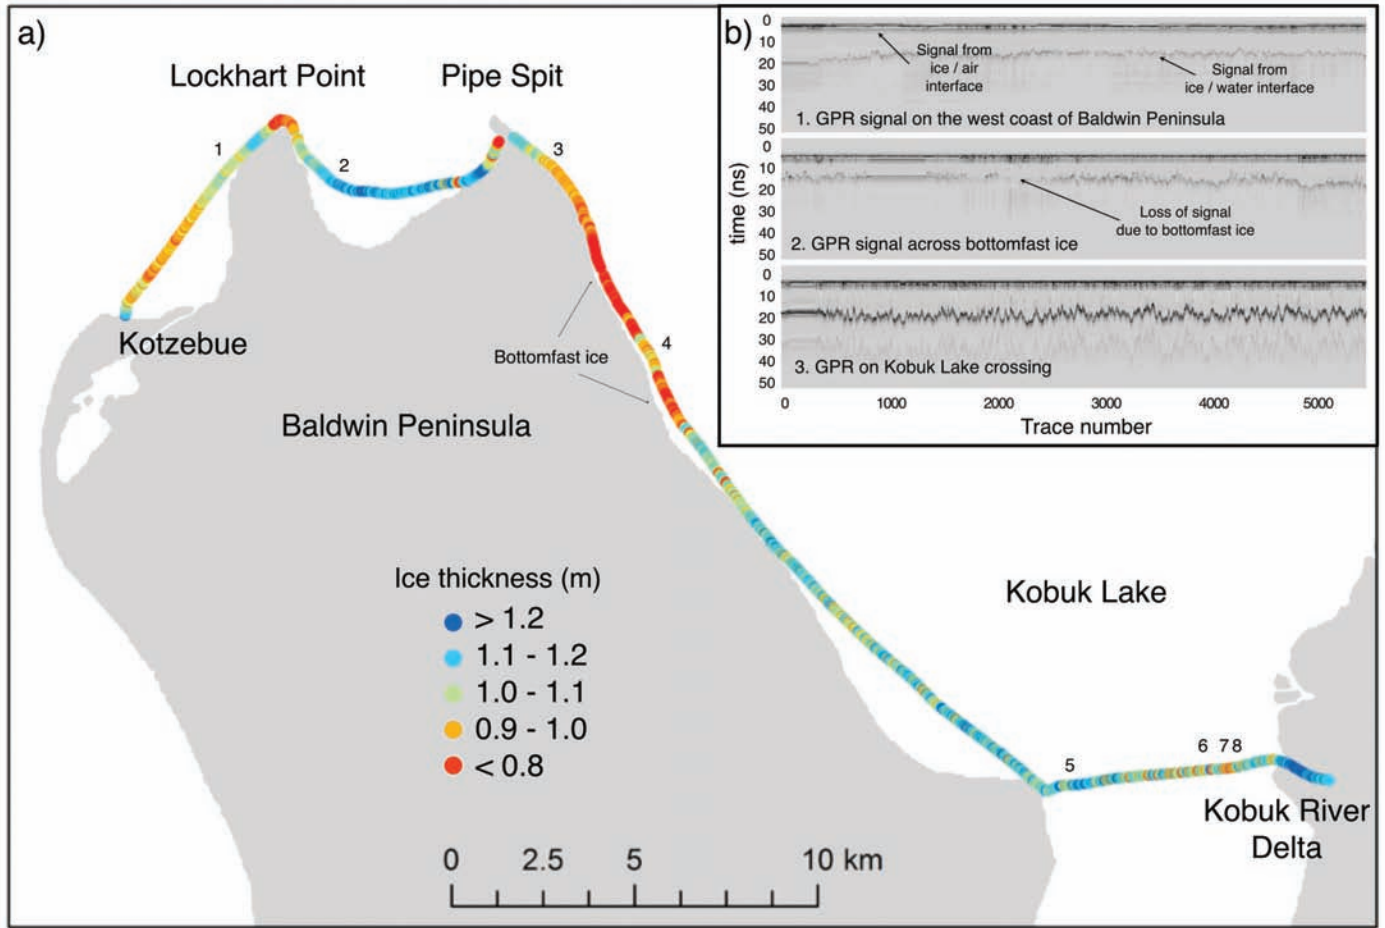 a)
Lockhart Point
Pipe Spit
1
2
3
Kotzebue
4
Bottomfast ice
Baldwin Peninsula
Ice thickness (m)
> 1.2
1.1 - 1.2
1.0 - 1.1
0.9 - 1.0
< 0.8
Kobuk Lake
5
6 7 8
Kobuk River
Delta
0 2.5 5 10 km
b)
time (ns)
0
10
20
30
40
50
Signal from
ice / air
interface
Signal from
ice / water interface
1. GPR signal on the west coast of Baldwin Peninsula
0
10
20
30
40
50
Loss of signal
due to bottomfast ice
2. GPR signal across bottomfast ice
0
10
20
30
40
50
3. GPR on Kobuk Lake crossing
0 1000 2000 3000 4000 5000
Trace number